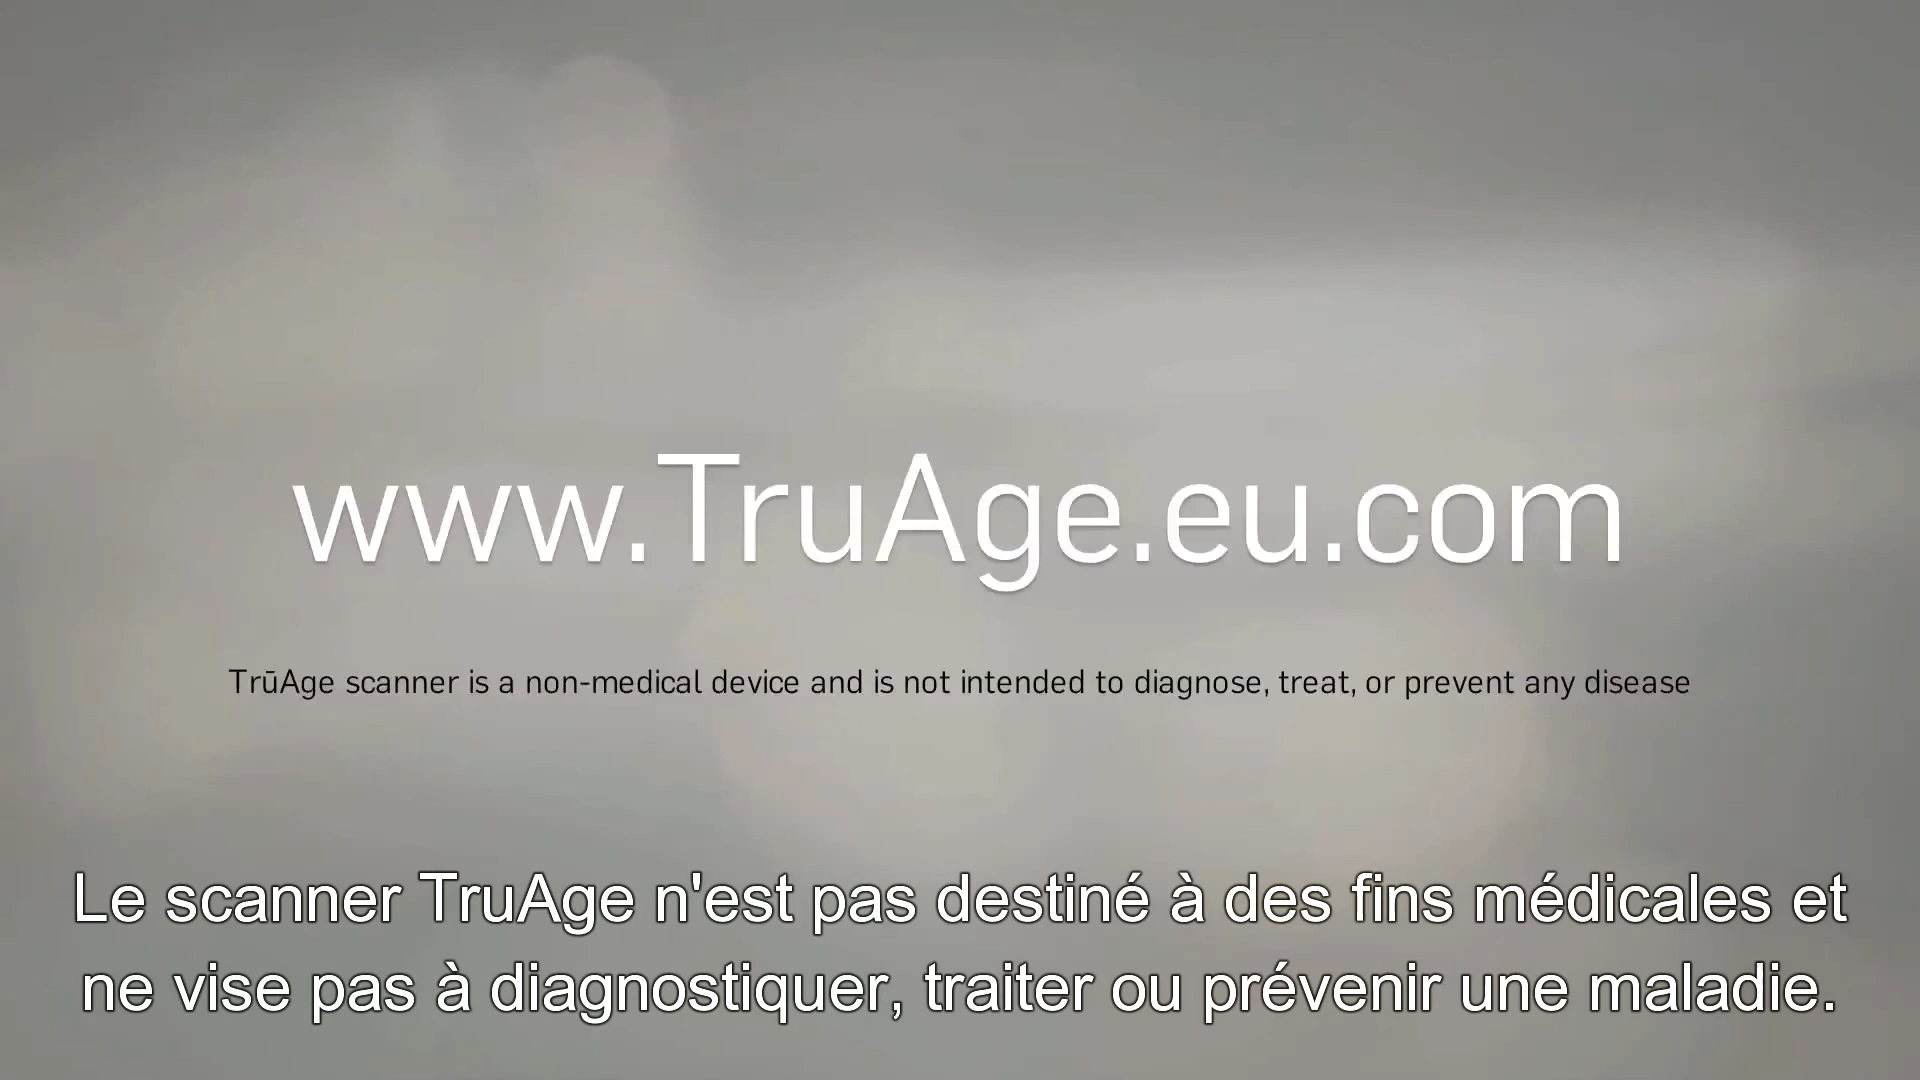 www.TruAge.eu.com
TrūAge scanner is a non-medical device and is not intended to diagnose, treat, or prevent any disease
Le scanner TruAge n'est pas destiné à des fins médicales et
ne vise pas à diagnostiquer, traiter ou prévenir une maladie.